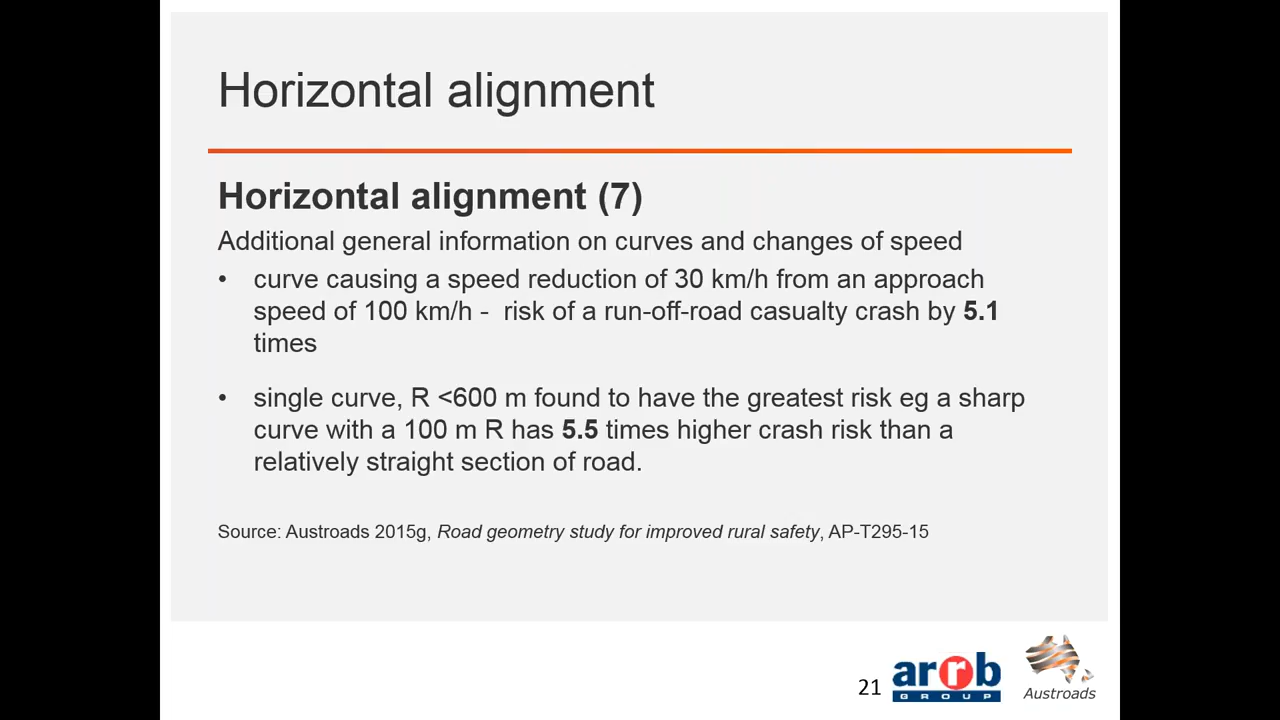 Horizontal alignment
Horizontal alignment (7)
Additional general information on curves and changes of speed
• curve causing a speed reduction of 30 km/h from an approach
speed of 100 km/h - risk of a run-off-road casualty crash by 5.1
times
• single curve, R <600 m found to have the greatest risk eg a sharp
curve with a 100 m R has 5.5 times higher crash risk than a
relatively straight section of road.
Source: Austroads 2015g, Road geometry study for improved rural safety, AP-T295-15
21
arrb
GROUP
Austroads